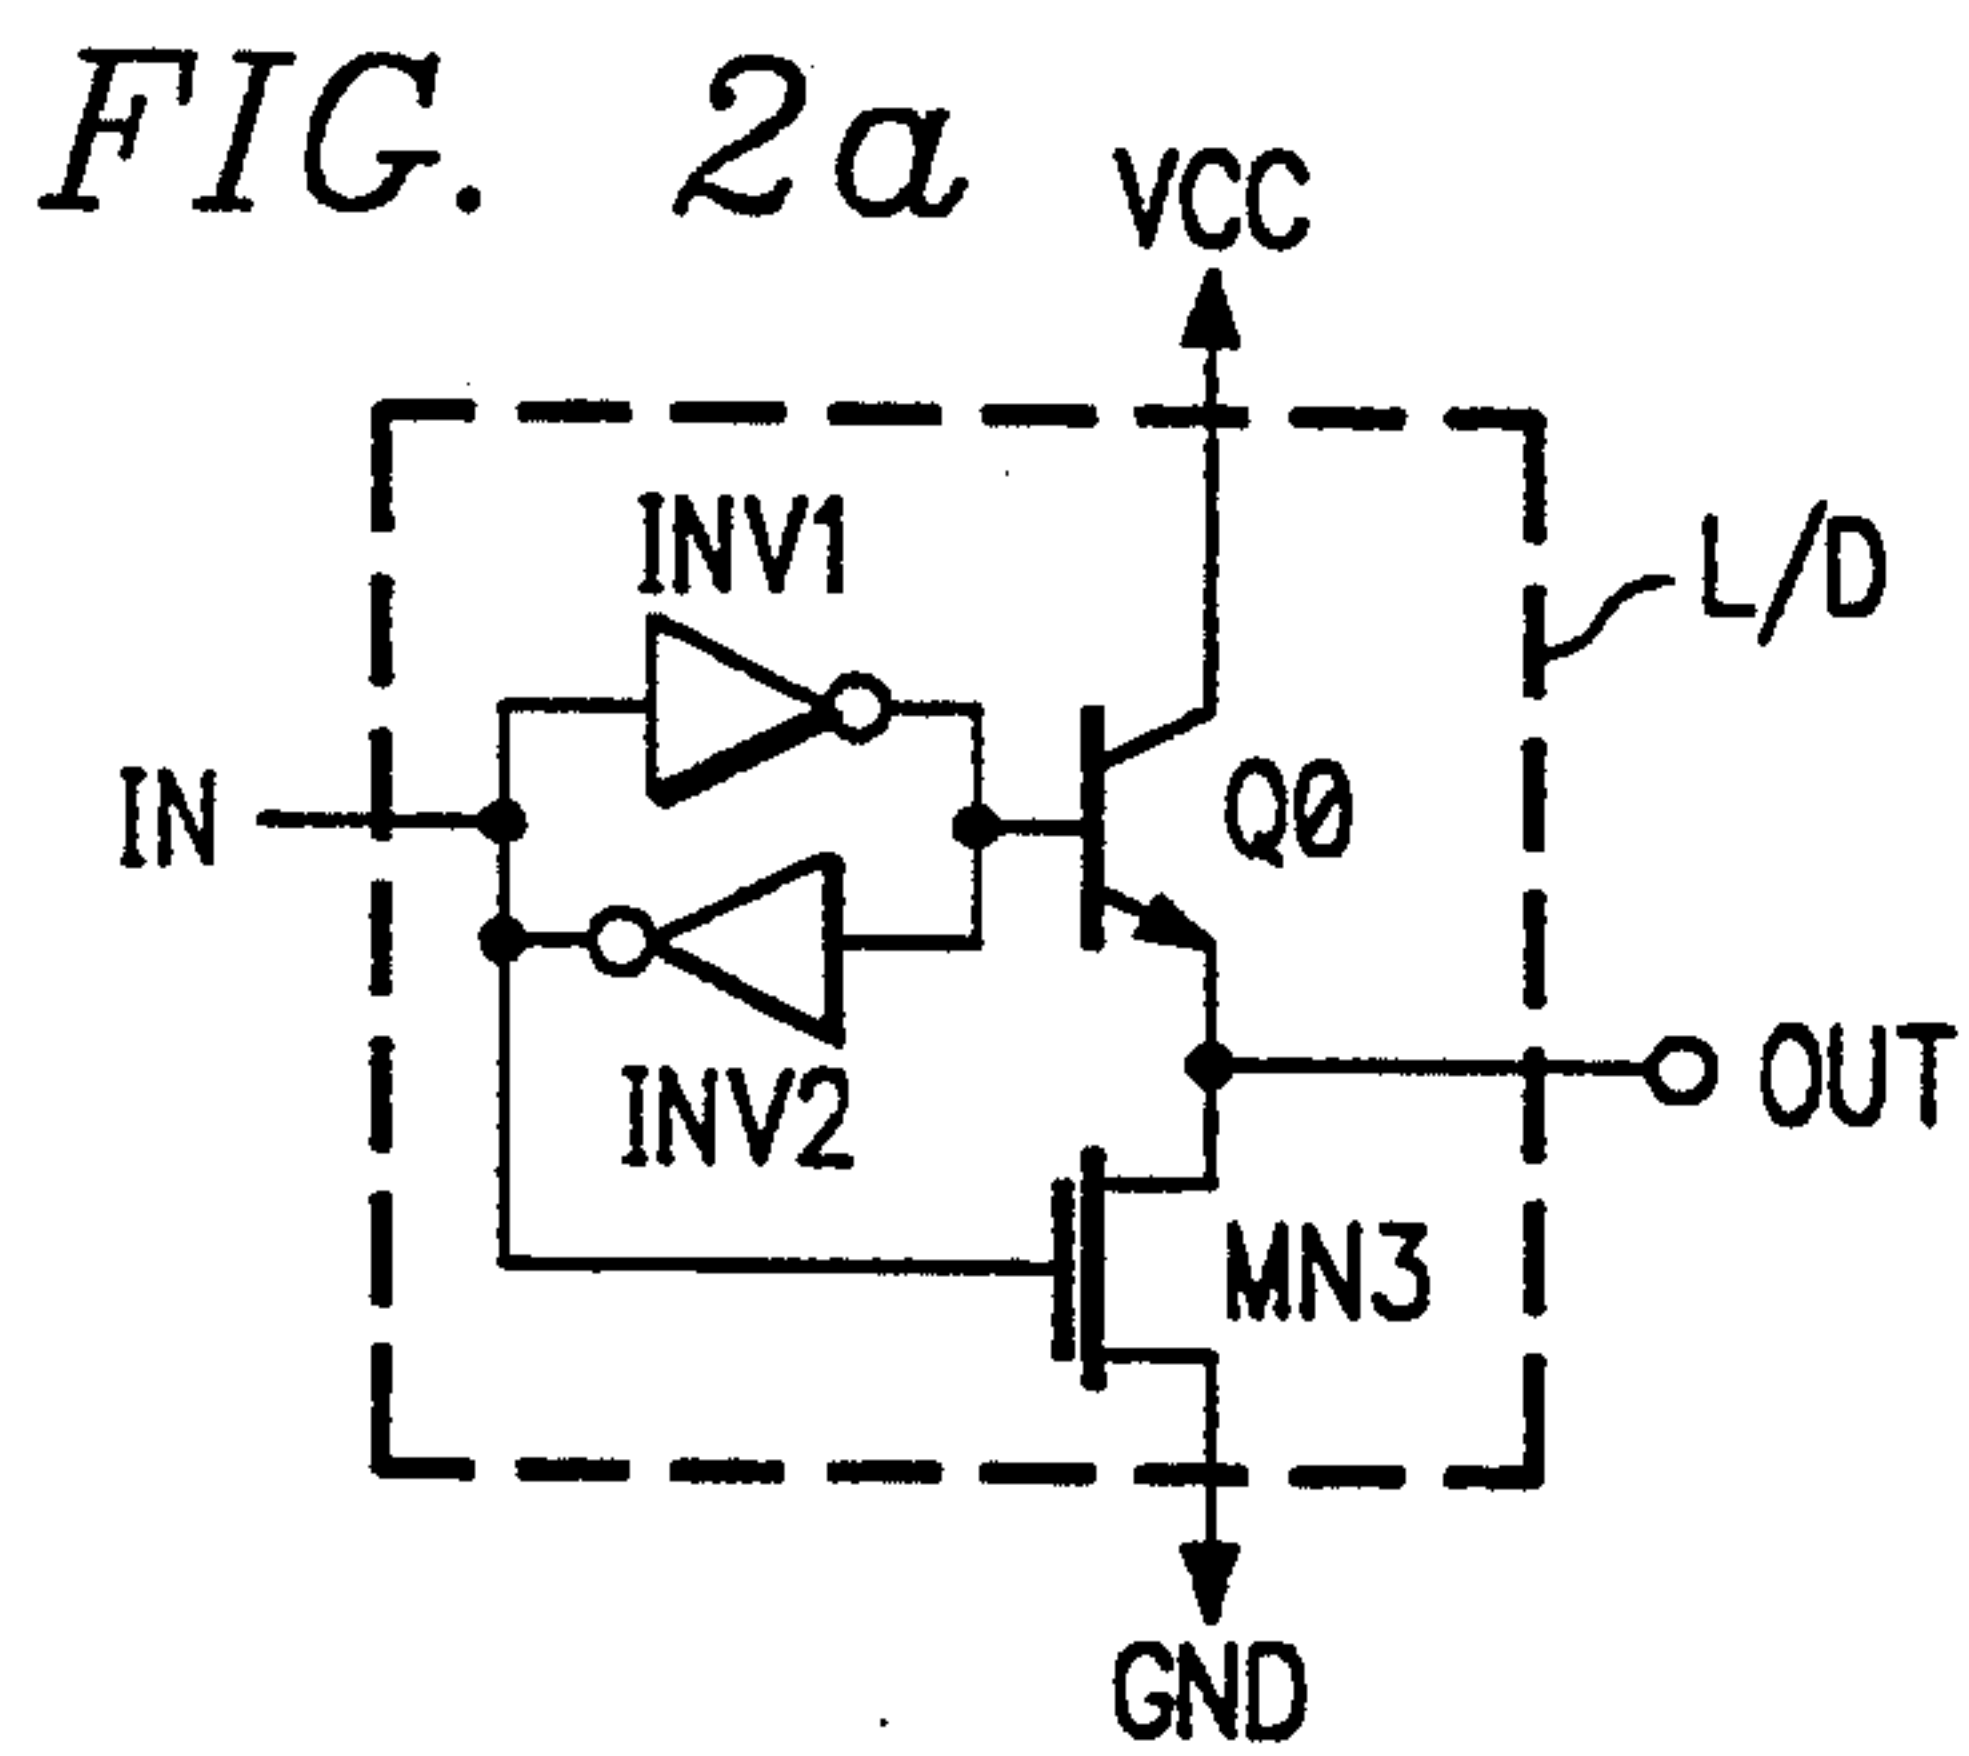 FIG. 2a
VCC
INV1
L/D
IN
Q0
INV2
OUT
MN3
GND